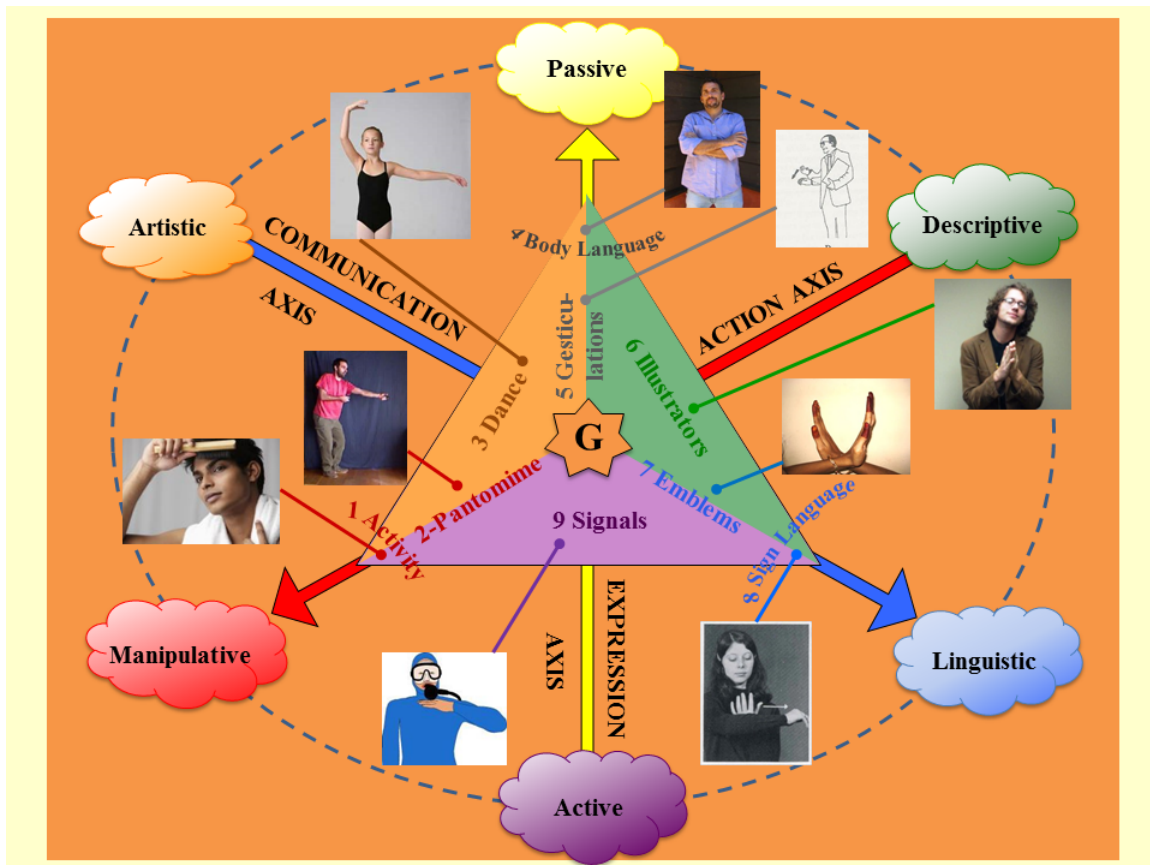 Passive
Artistic
Descriptive
COMMUNICATION
AXIS
ACTION AXIS
4 Body Language
5 Gesticu-
lations
6 Illustrators
3 Dance
G
2-Pantomime
7 Emblems
1 Activity
9 Signals
8 Sign Language
EXPRESSION
AXIS
Manipulative
Linguistic
Active